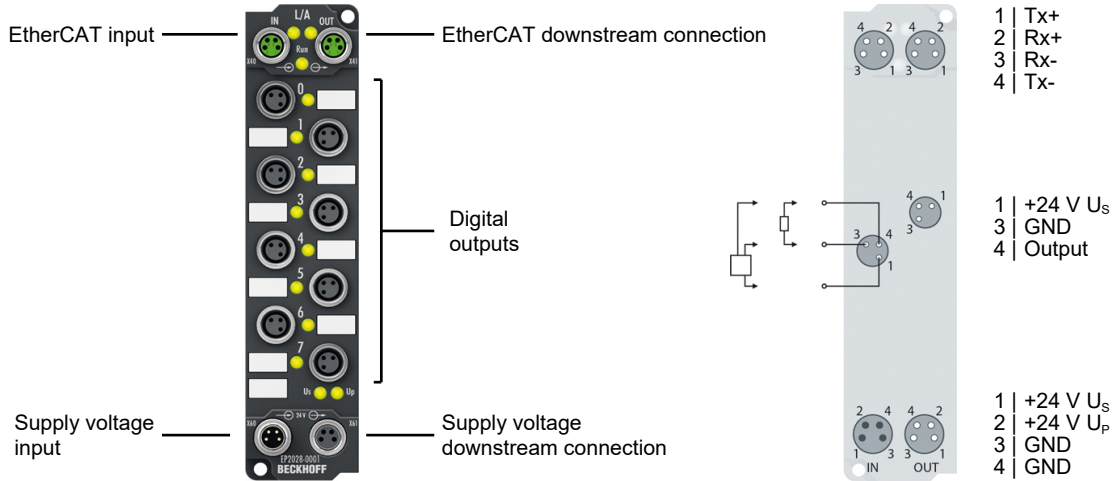 EtherCAT input
EtherCAT downstream connection
Digital
outputs
Supply voltage
input
Supply voltage
downstream connection
L/A
IN OUT
Run
X40 X41
0
1
2
3
4
5
6
7
Us Up
24 V
X60 X61
EP2028-0001
BECKHOFF
4 2 4 2
3 1 3 1
4 1
3
3 4
1
2 4 4 2
1 3 3 1
IN OUT
1 | Tx+
2 | Rx+
3 | Rx-
4 | Tx-
1 | +24 V US
3 | GND
4 | Output
1 | +24 V US
2 | +24 V UP
3 | GND
4 | GND